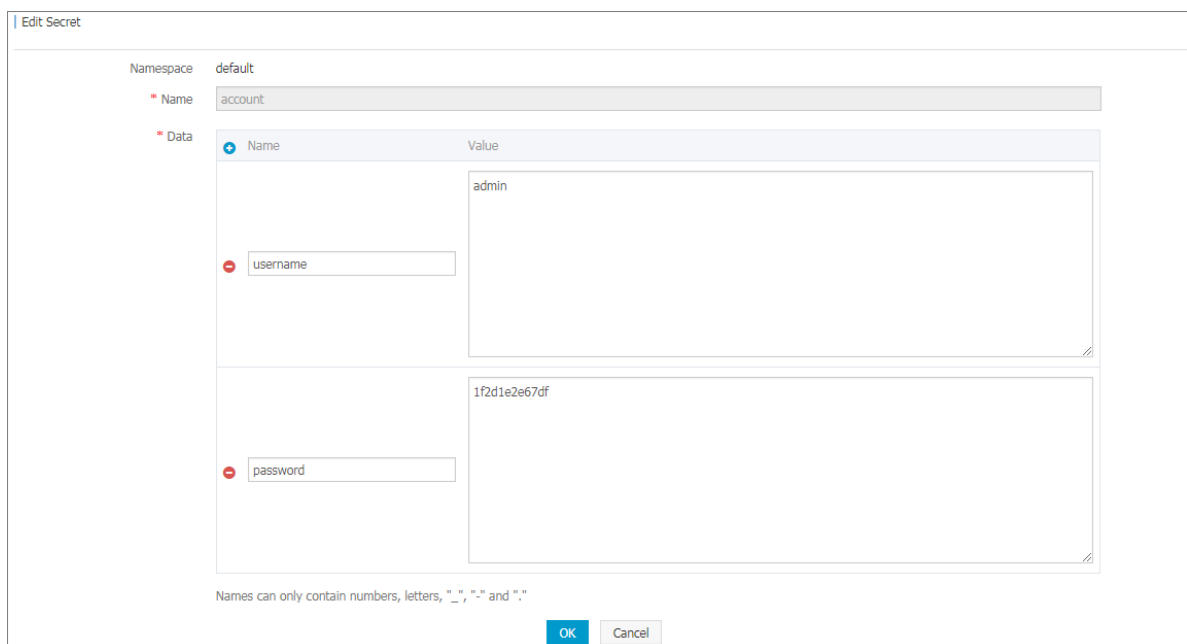 Edit Secret
Namespace default
* Name account
* Data
Name Value
username admin
password 1f2d1e2e67df
Names can only contain numbers, letters, "_", "-" and "."
OK Cancel